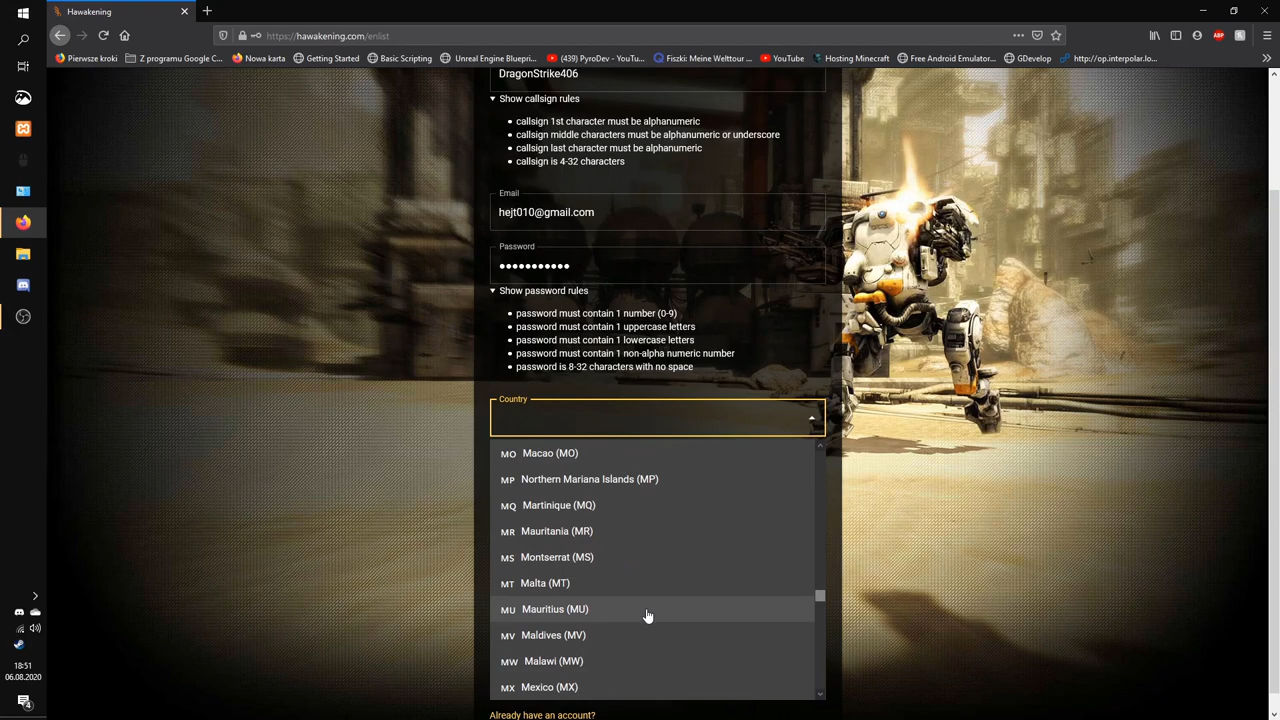 Hawakening
https://hawakening.com/enlist
Pierwsze kroki
Z programu Google C...
Nowa karta
Getting Started
Basic Scripting
Unreal Engine Bluepri...
(439) PyroDev - YouTu...
Fiszki: Meine Welttour ...
YouTube
Hosting Minecraft
Free Android Emulator...
GDevelop
http://op.interpolar.lo...
DragonStrike406
Show callsign rules
callsign 1st character must be alphanumeric
callsign middle characters must be alphanumeric or underscore
callsign last character must be alphanumeric
callsign is 4-32 characters
Email
hejt010@gmail.com
Password
●●●●●●●●●●●
Show password rules
password must contain 1 number (0-9)
password must contain 1 uppercase letters
password must contain 1 lowercase letters
password must contain 1 non-alpha numeric number
password is 8-32 characters with no space
Country
MO Macao (MO)
MP Northern Mariana Islands (MP)
MQ Martinique (MQ)
MR Mauritania (MR)
MS Montserrat (MS)
MT Malta (MT)
MU Mauritius (MU)
MV Maldives (MV)
MW Malawi (MW)
MX Mexico (MX)
Already have an account?
18:51
06.08.2020
4
ABP